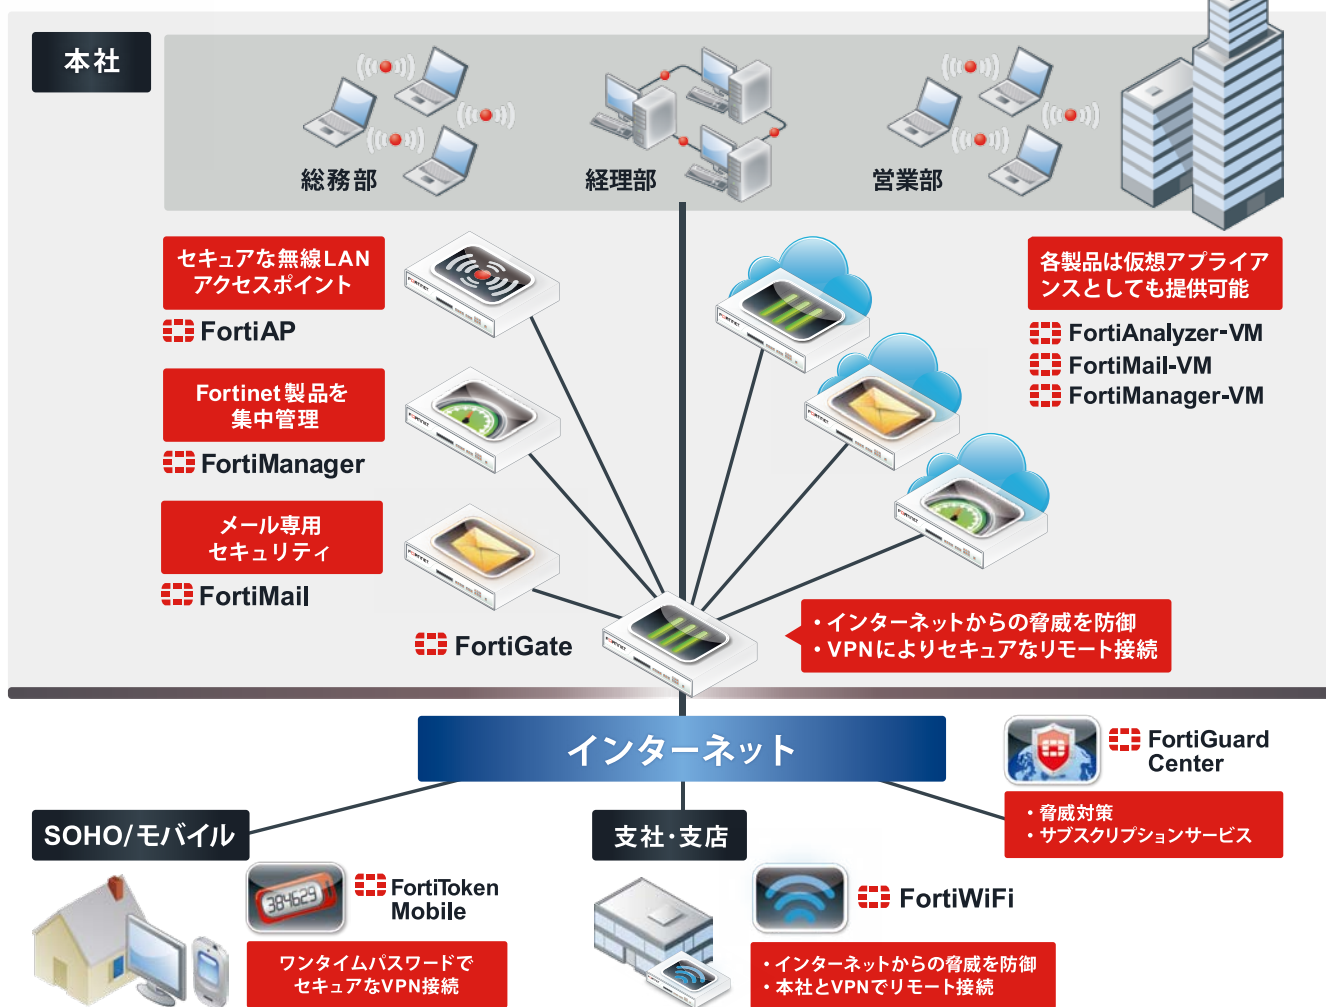 本社
総務部
経理部
営業部
セキュアな無線LAN
アクセスポイント
FortiAP
Fortinet製品を
集中管理
FortiManager
メール専用
セキュリティ
FortiMail
各製品は仮想アプライア
ンスとしても提供可能
FortiAnalyzer-VM
FortiMail-VM
FortiManager-VM
FortiGate
・インターネットからの脅威を防御
・VPNによりセキュアなリモート接続
インターネット
FortiGuard
Center
・脅威対策
・サブスクリプションサービス
SOHO/モバイル
384629
FortiToken
Mobile
ワンタイムパスワードで
セキュアなVPN接続
支社・支店
FortiWiFi
・インターネットからの脅威を防御
・本社とVPNでリモート接続